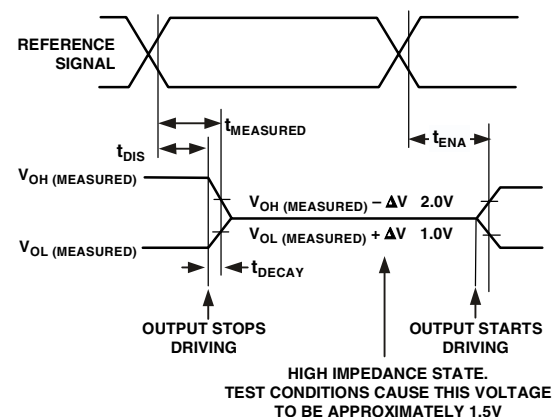 REFERENCE
SIGNAL
tMEASURED
tDIS
tENA
VOH (MEASURED)
VOH (MEASURED) – ΔV 2.0V
VOL (MEASURED) + ΔV 1.0V
VOL (MEASURED)
tDECAY
OUTPUT STOPS
DRIVING
OUTPUT STARTS
DRIVING
HIGH IMPEDANCE STATE.
TEST CONDITIONS CAUSE THIS VOLTAGE
TO BE APPROXIMATELY 1.5V